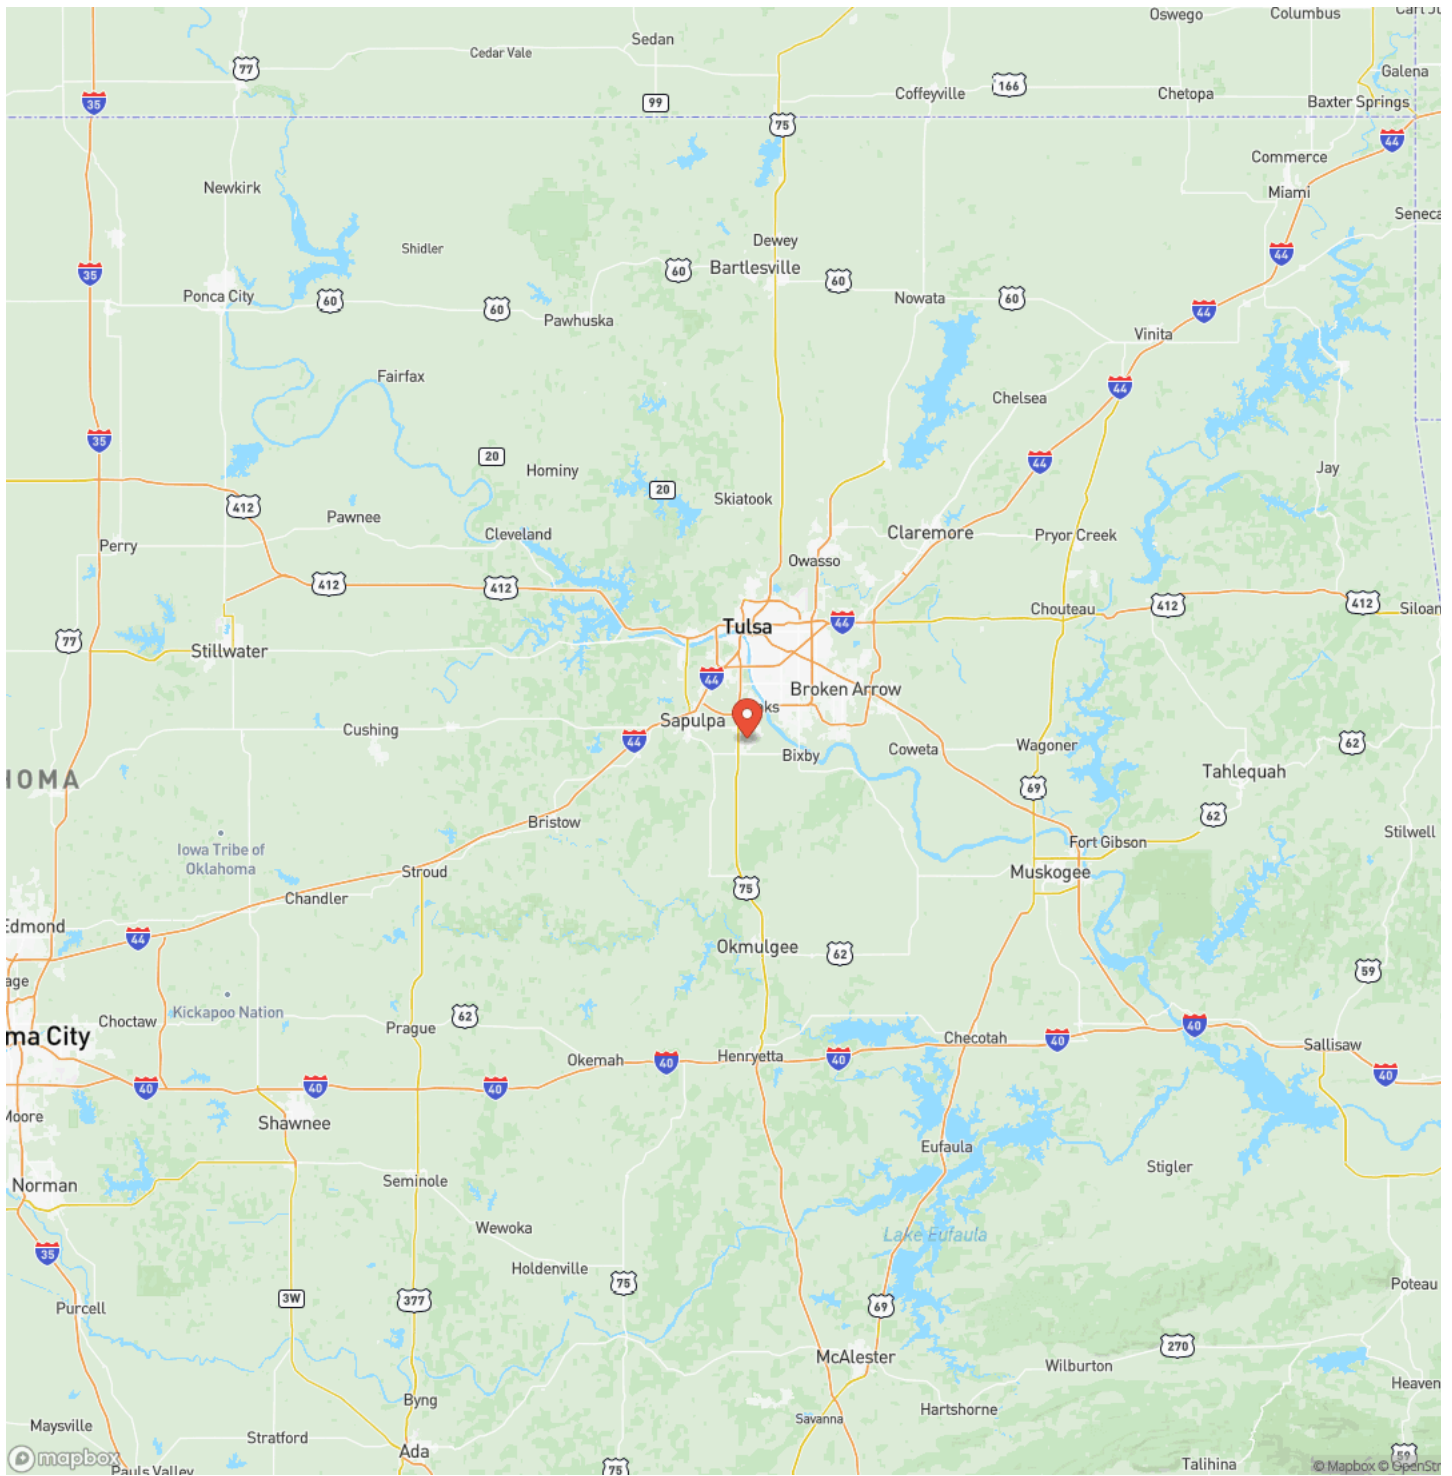 Oswego
Columbus
Sedan
Cedar Vale
77
35
99
Coffeyville
166
Chetopa
Galena
Baxter Springs
75
44
Commerce
Newkirk
Miami
Seneca
Shidler
Dewey
44
35
Bartlesville
60
60
Ponca City
60
60
Nowata
60
Pawhuska
44
Vinita
Fairfax
44
Chelsea
35
20
Hominy
44
Jay
20
Skiatook
412
Pawnee
Cleveland
Claremore
Pryor Creek
Perry
Owasso
412
412
Chouteau
412
412
Siloan
77
Tulsa
44
Stillwater
44
Broken Arrow
ks
Sapulpa
Cushing
44
Bixby
Coweta
Wagoner
62
HOMA
Tahlequah
69
62
Bristow
Stilwell
Iowa Tribe of
Oklahoma
Fort Gibson
Stroud
Muskogee
75
Chandler
Edmond
44
Okmulgee
62
59
age
Kickapoo Nation
Choctaw
62
Prague
40
ma City
Checotah
40
Sallisaw
Okemah
40
Henryetta
40
40
40
40
40
Moore
Shawnee
Eufaula
Stigler
Norman
Seminole
Wewoka
Lake Eufaula
35
Holdenville
75
Poteau
3W
377
69
Purcell
270
McAlester
Wilburton
Heaven
Byng
Hartshorne
Maysville
Savanna
Stratford
Ada
59
mapbox
Talihina
© Mapbox © OpenStr
Pauls Valley
75